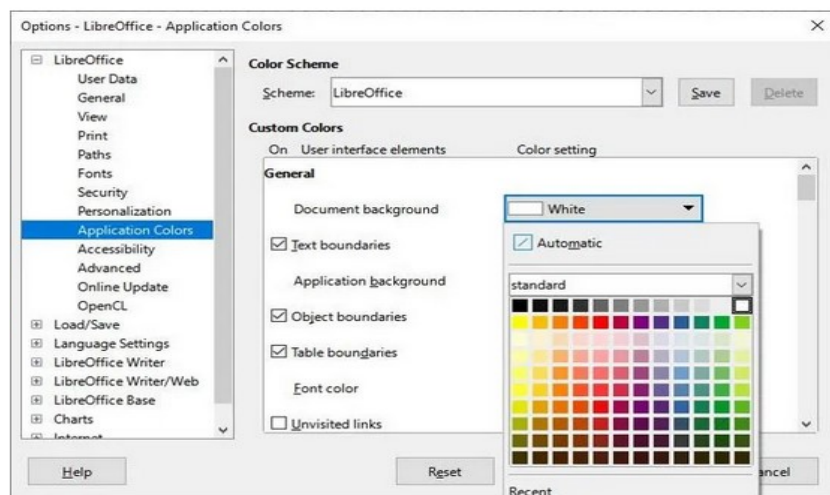 Options - LibreOffice - Application Colors
LibreOffice
User Data
General
View
Print
Paths
Fonts
Security
Personalization
Application Colors
Accessibility
Advanced
Online Update
OpenCL
Load/Save
Language Settings
LibreOffice Writer
LibreOffice Writer/Web
LibreOffice Base
Charts
Internet
Color Scheme
Scheme: LibreOffice
Save
Delete
Custom Colors
On User interface elements Color setting
General
Document background White
Automatic
Text boundaries
Application background
standard
Object boundaries
Table boundaries
Font color
Unvisited links
Recent
Help
Reset
ancel